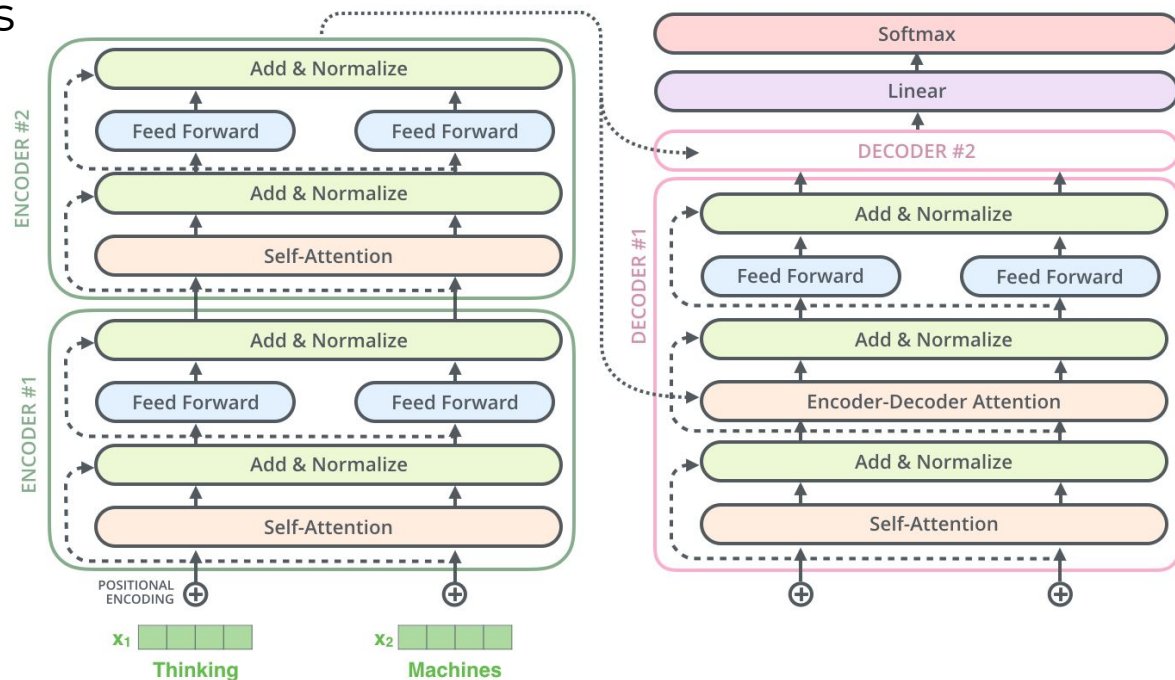 s
ENCODER #2
Add & Normalize
Feed Forward
Feed Forward
Add & Normalize
Self-Attention
ENCODER #1
Add & Normalize
Feed Forward
Feed Forward
Add & Normalize
Self-Attention
POSITIONAL
ENCODING
x₁
x₂
Thinking
Machines
Softmax
Linear
DECODER #2
DECODER #1
Add & Normalize
Feed Forward
Feed Forward
Add & Normalize
Encoder-Decoder Attention
Add & Normalize
Self-Attention